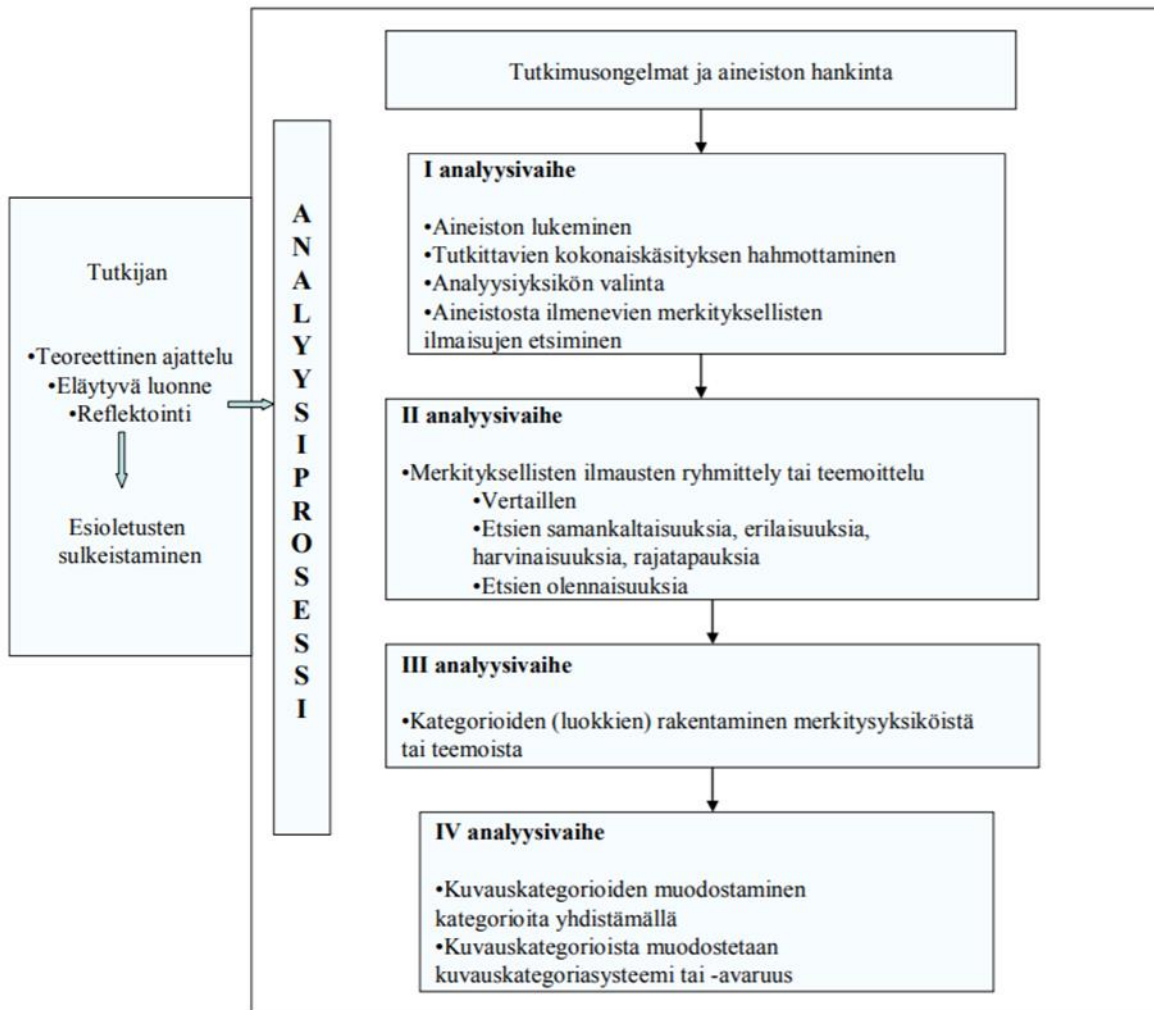 Tutkimusongelmat ja aineiston hankinta
Tutkijan
•Teoreettinen ajattelu
•Eläytyvä luonne
•Reflektointi
Esioletusten
sulkeistaminen
A
N
A
L
Y
Y
S
I
P
R
O
S
E
S
S
I
I analyysivaihe
•Aineiston lukeminen
•Tutkittavien kokonaiskäsityksen hahmottaminen
•Analyysiyksikön valinta
•Aineistosta ilmenevien merkityksellisten
ilmaisujen etsiminen
II analyysivaihe
•Merkityksellisten ilmausten ryhmittely tai teemoittelu
•Vertaillen
•Etsien samankaltaisuuksia, erilaisuuksia,
harvinaisuuksia, rajatapauksia
•Etsien olennaisuuksia
III analyysivaihe
•Kategorioiden (luokkien) rakentaminen merkitysyksiköistä
tai teemoista
IV analyysivaihe
•Kuvauskategorioiden muodostaminen
kategorioita yhdistämällä
•Kuvauskategorioista muodostetaan
kuvauskategoriasysteemi tai -avaruus